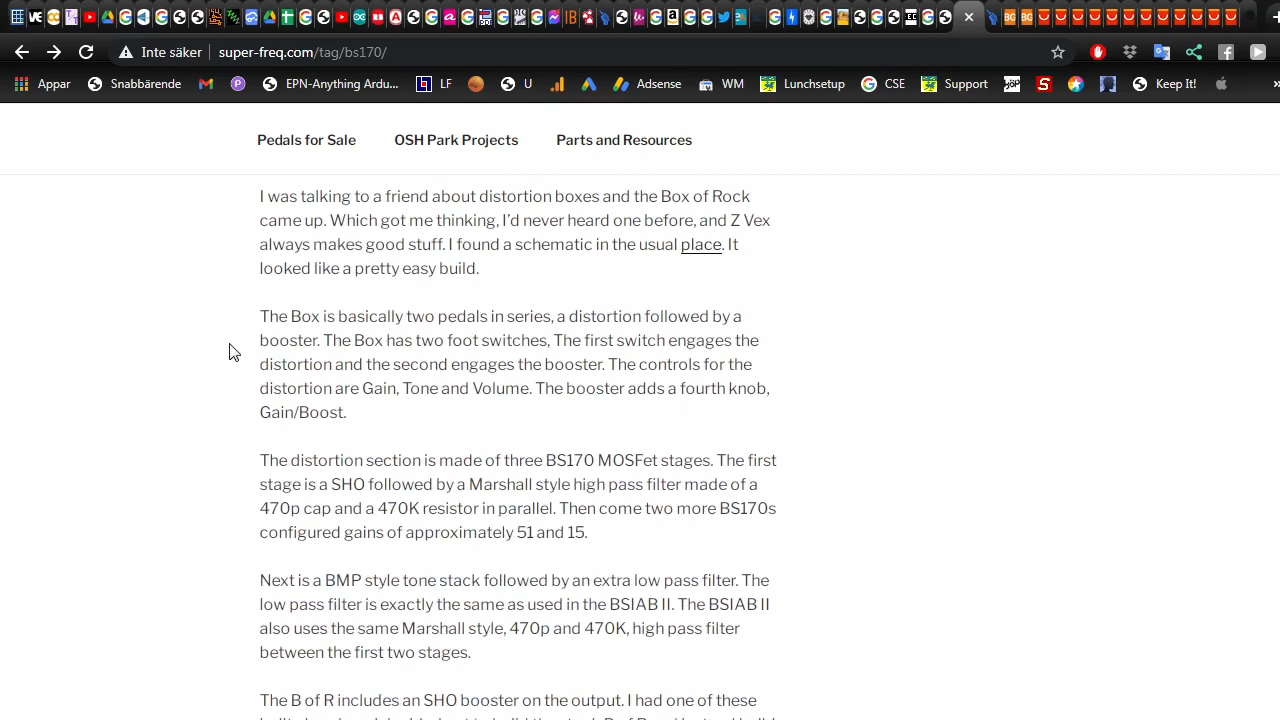 Inte säker super-freq.com/tag/bs170/
Appar Snabbärende EPN-Anything Ardu... LF U Adsense WM Lunchsetup CSE Support Keep It! »
Pedals for Sale OSH Park Projects Parts and Resources
I was talking to a friend about distortion boxes and the Box of Rock
came up. Which got me thinking, I'd never heard one before, and Z Vex
always makes good stuff. I found a schematic in the usual place. It
looked like a pretty easy build.
The Box is basically two pedals in series, a distortion followed by a
booster. The Box has two foot switches, The first switch engages the
distortion and the second engages the booster. The controls for the
distortion are Gain, Tone and Volume. The booster adds a fourth knob,
Gain/Boost.
The distortion section is made of three BS170 MOSFet stages. The first
stage is a SHO followed by a Marshall style high pass filter made of a
470p cap and a 470K resistor in parallel. Then come two more BS170s
configured gains of approximately 51 and 15.
Next is a BMP style tone stack followed by an extra low pass filter. The
low pass filter is exactly the same as used in the BSIAB II. The BSIAB II
also uses the same Marshall style, 470p and 470K, high pass filter
between the first two stages.
The B of R includes an SHO booster on the output. I had one of these